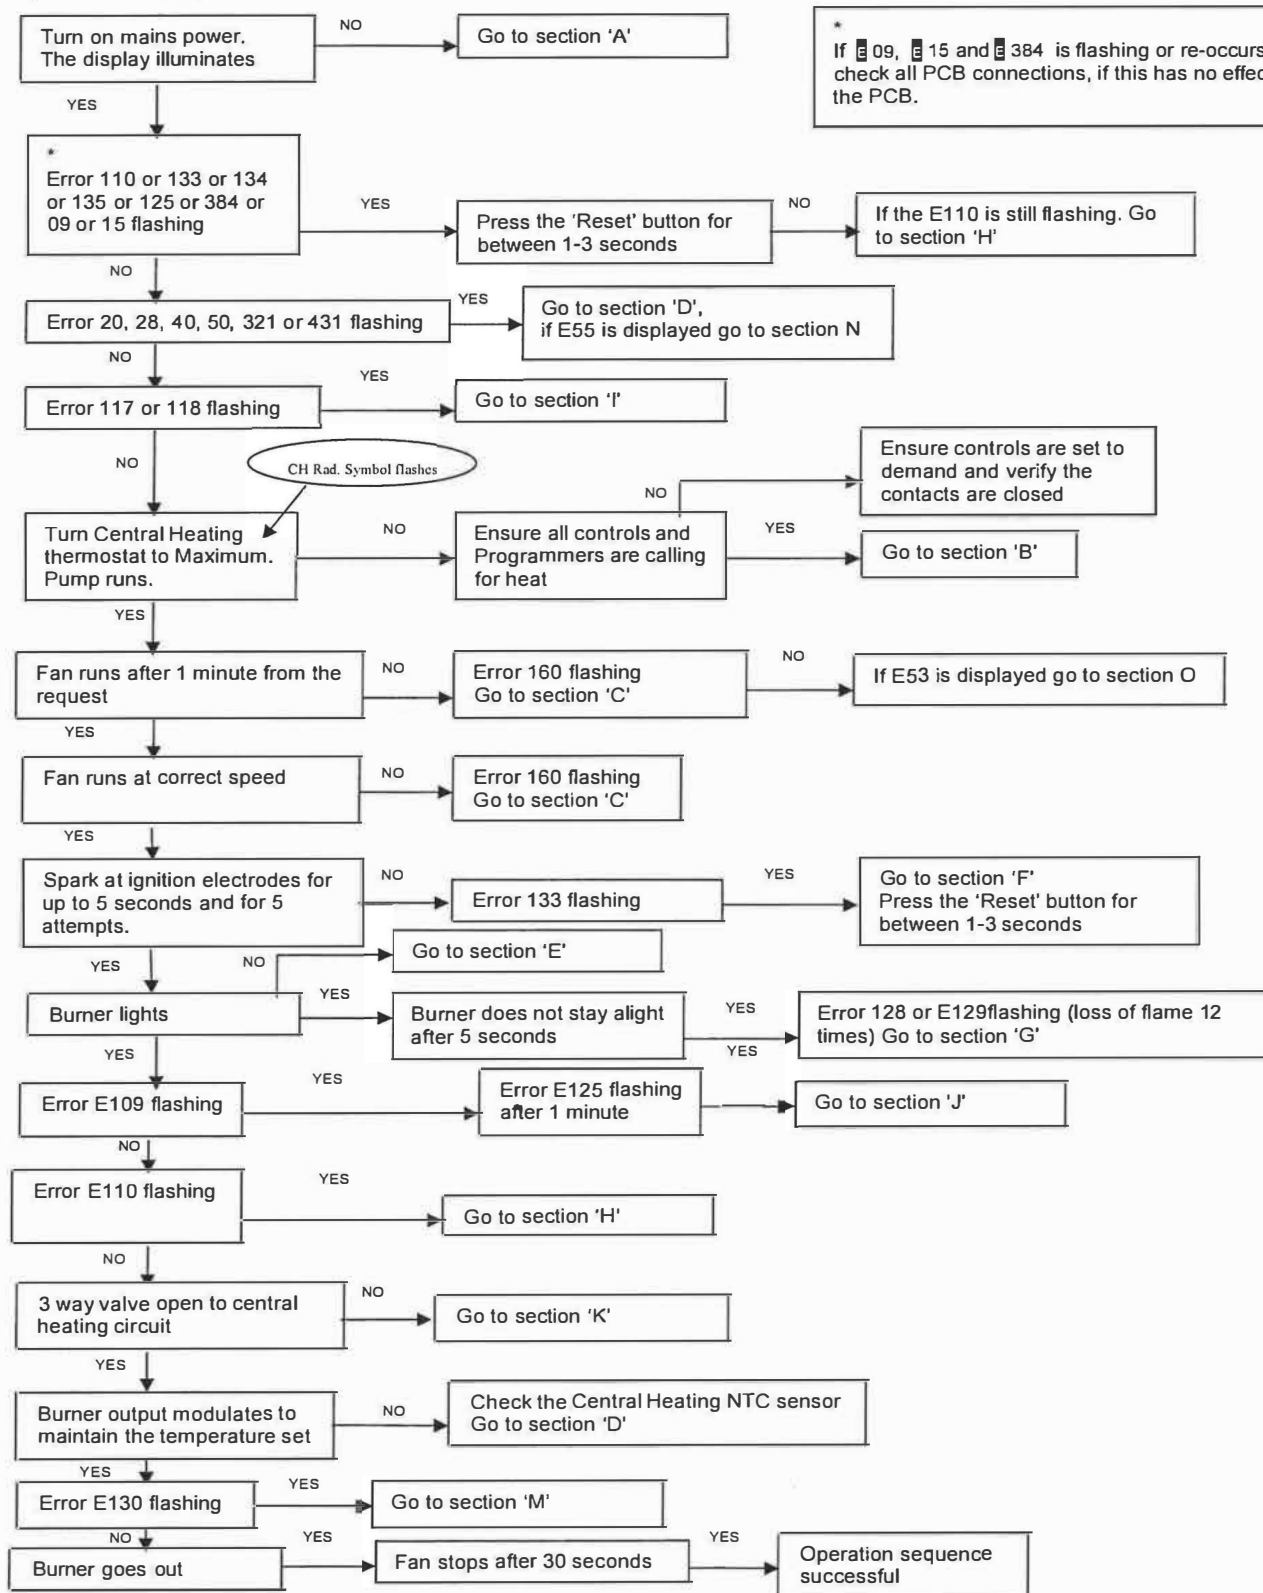 Turn on mains power.
The display illuminates
NO
Go to section 'A'
*
If E 09, E 15 and E 384 is flashing or re-occurs
check all PCB connections, if this has no effec
the PCB.
YES
*
Error 110 or 133 or 134
or 135 or 125 or 384 or
09 or 15 flashing
YES
Press the 'Reset' button for
between 1-3 seconds
NO
If the E110 is still flashing. Go
to section 'H'
NO
Error 20, 28, 40, 50, 321 or 431 flashing
YES
Go to section 'D',
if E55 is displayed go to section N
NO
Error 117 or 118 flashing
YES
Go to section 'I'
NO
CH Rad. Symbol flashes
Turn Central Heating
thermostat to Maximum.
Pump runs.
NO
Ensure all controls and
Programmers are calling
for heat
NO
Ensure controls are set to
demand and verify the
contacts are closed
YES
Go to section 'B'
YES
Fan runs after 1 minute from the
request
NO
Error 160 flashing
Go to section 'C'
NO
If E53 is displayed go to section O
YES
Fan runs at correct speed
NO
Error 160 flashing
Go to section 'C'
YES
Spark at ignition electrodes for
up to 5 seconds and for 5
attempts.
NO
Error 133 flashing
YES
Go to section 'F'
Press the 'Reset' button for
between 1-3 seconds
YES
NO
Go to section 'E'
Burner lights
YES
Burner does not stay alight
after 5 seconds
YES
YES
Error 128 or E129flashing (loss of flame 12
times) Go to section 'G'
YES
Error E109 flashing
YES
Error E125 flashing
after 1 minute
Go to section 'J'
NO
Error E110 flashing
YES
Go to section 'H'
NO
3 way valve open to central
heating circuit
NO
Go to section 'K'
YES
Burner output modulates to
maintain the temperature set
NO
Check the Central Heating NTC sensor
Go to section 'D'
YES
Error E130 flashing
YES
Go to section 'M'
NO
Burner goes out
YES
Fan stops after 30 seconds
YES
Operation sequence
successful